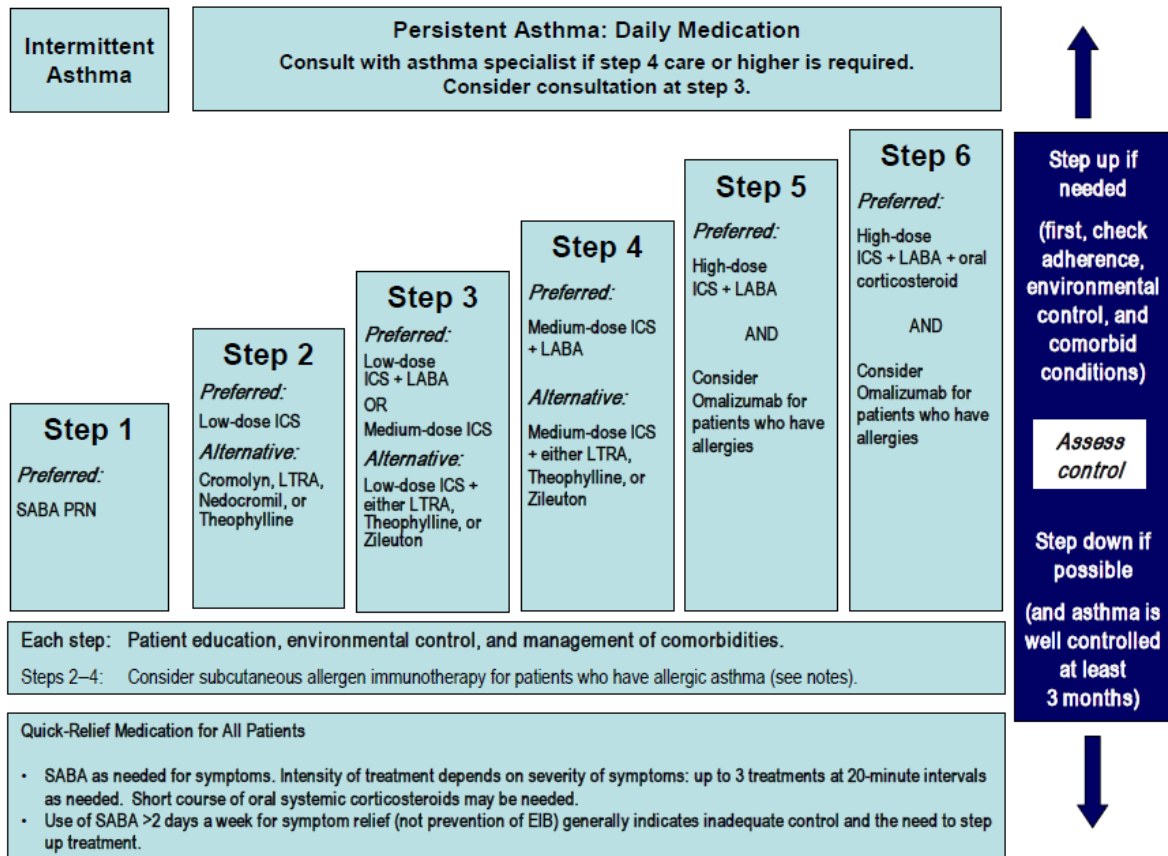 Intermittent
Asthma
Persistent Asthma: Daily Medication
Consult with asthma specialist if step 4 care or higher is required.
Consider consultation at step 3.
Step 1
Preferred:
SABA PRN
Step 2
Preferred:
Low-dose ICS
Alternative:
Cromolyn, LTRA,
Nedocromil, or
Theophylline
Step 3
Preferred:
Low-dose
ICS + LABA
OR
Medium-dose ICS
Alternative:
Low-dose ICS +
either LTRA,
Theophylline, or
Zileuton
Step 4
Preferred:
Medium-dose ICS
+ LABA
Alternative:
Medium-dose ICS
+ either LTRA,
Theophylline, or
Zileuton
Step 5
Preferred:
High-dose
ICS + LABA
AND
Consider
Omalizumab for
patients who have
allergies
Step 6
Preferred:
High-dose
ICS + LABA + oral
corticosteroid
AND
Consider
Omalizumab for
patients who have
allergies
Step up if
needed
(first, check
adherence,
environmental
control, and
comorbid
conditions)
Assess
control
Step down if
possible
(and asthma is
well controlled
at least
3 months)
Each step: Patient education, environmental control, and management of comorbidities.
Steps 2–4: Consider subcutaneous allergen immunotherapy for patients who have allergic asthma (see notes).
Quick-Relief Medication for All Patients
• SABA as needed for symptoms. Intensity of treatment depends on severity of symptoms: up to 3 treatments at 20-minute intervals
as needed. Short course of oral systemic corticosteroids may be needed.
• Use of SABA >2 days a week for symptom relief (not prevention of EIB) generally indicates inadequate control and the need to step
up treatment.